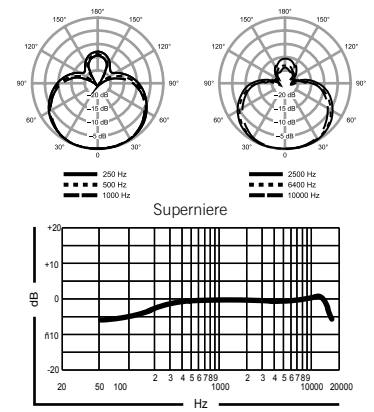 180°
150° 150°
120° 120°
90° 90°
60° 60°
30° 30°
0
–20 dB
–15 dB
–10 dB
–5 dB
250 Hz
500 Hz
1000 Hz
180°
150° 150°
120° 120°
90° 90°
60° 60°
30° 30°
0
–20 dB
–15 dB
–10 dB
–5 dB
2500 Hz
6400 Hz
10000 Hz
Superniere
+20
+10
0
ñ10
-20
dB
2 3 4 5 6 7 8 9 2 3 4 5 6 7 8 9
20 50 100 1000 10000 20000
Hz